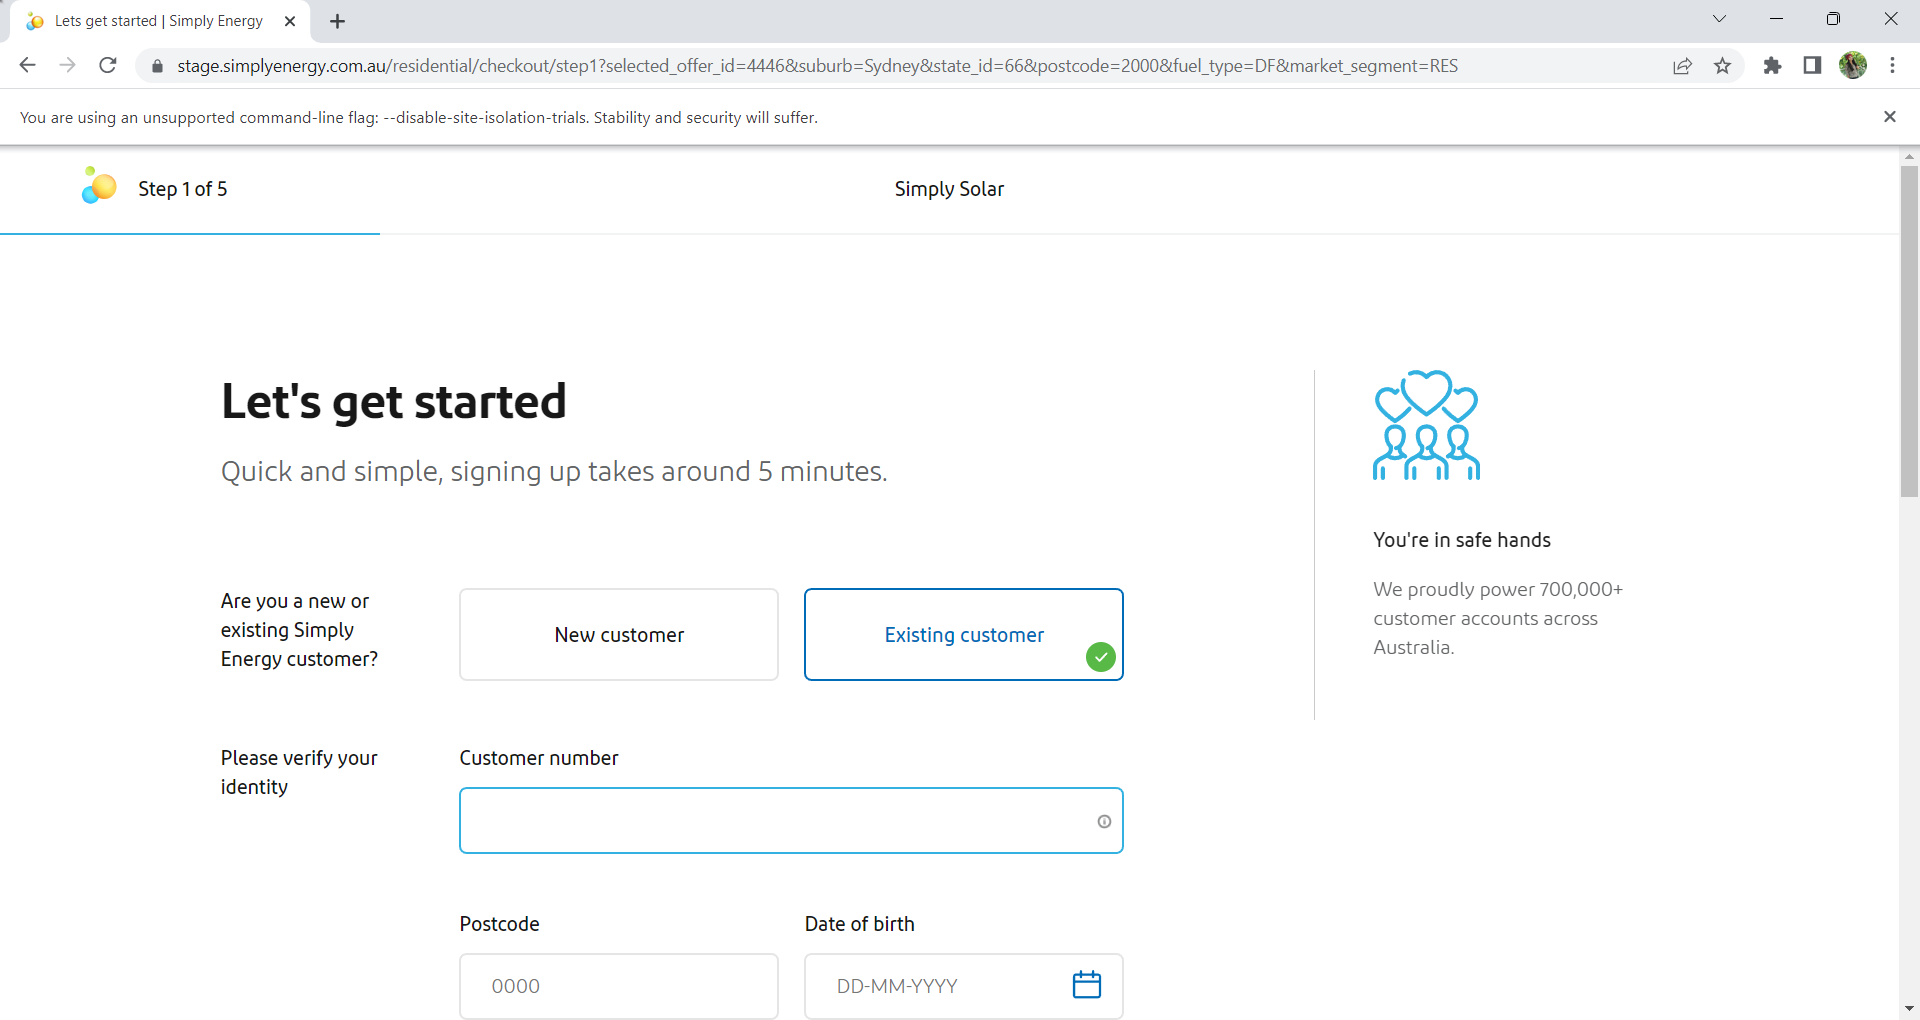 Lets get started | Simply Energy
stage.simplyenergy.com.au/residential/checkout/step1?selected_offer_id=4446&suburb=Sydney&state_id=66&postcode=2000&fuel_type=DF&market_segment=RES
You are using an unsupported command-line flag: --disable-site-isolation-trials. Stability and security will suffer.
Step 1 of 5
Simply Solar
Let's get started
Quick and simple, signing up takes around 5 minutes.
Are you a new or
existing Simply
Energy customer?
New customer
Existing customer
Please verify your
identity
Customer number
Postcode
Date of birth
0000
DD-MM-YYYY
You're in safe hands
We proudly power 700,000+
customer accounts across
Australia.